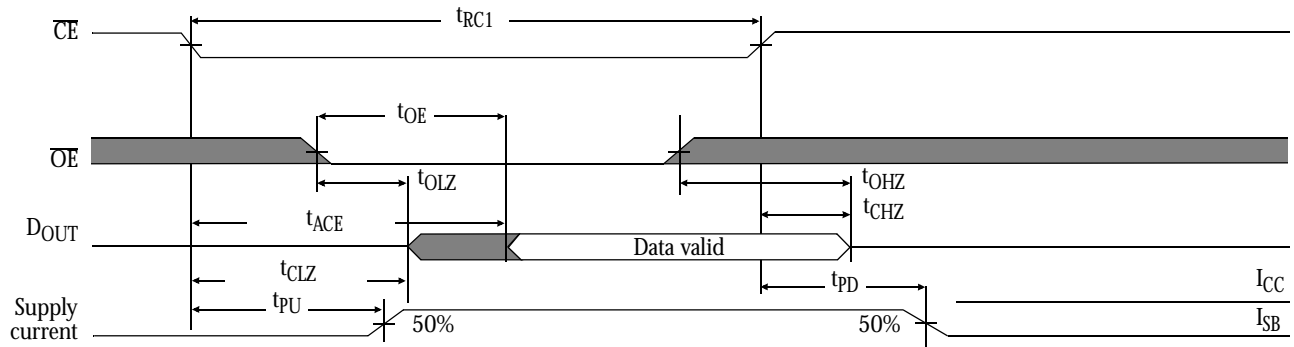 tRC1
CE
tOE
OE
tOLZ
tOHZ
tCHZ
tACE
DOUT
Data valid
tCLZ
tPD
ICC
tPU
Supply
current
50%
50%
ISB